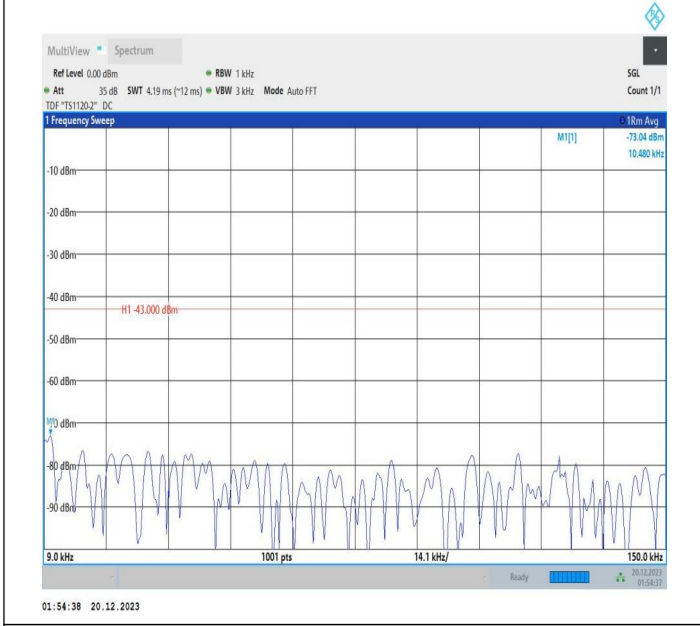 MultiView Spectrum
Ref Level 0.00 dBm RBW 1 kHz SGL
Att 35 dB SWT 4.19 ms (~12 ms) VBW 3 kHz Mode Auto FFT Count 1/1
TDF "TS1120-2" DC
1 Frequency Sweep 1Rm Avg
M1[1] -73.04 dBm
10.480 kHz
-10 dBm
-20 dBm
-30 dBm
-40 dBm
H1 -43.000 dBm
-50 dBm
-60 dBm
dBm
-80 dBm
-90 dBm
9.0 kHz 1001 pts 14.1 kHz/ 150.0 kHz
Ready 20.12.2023
01:54:37
01:54:38 20.12.2023